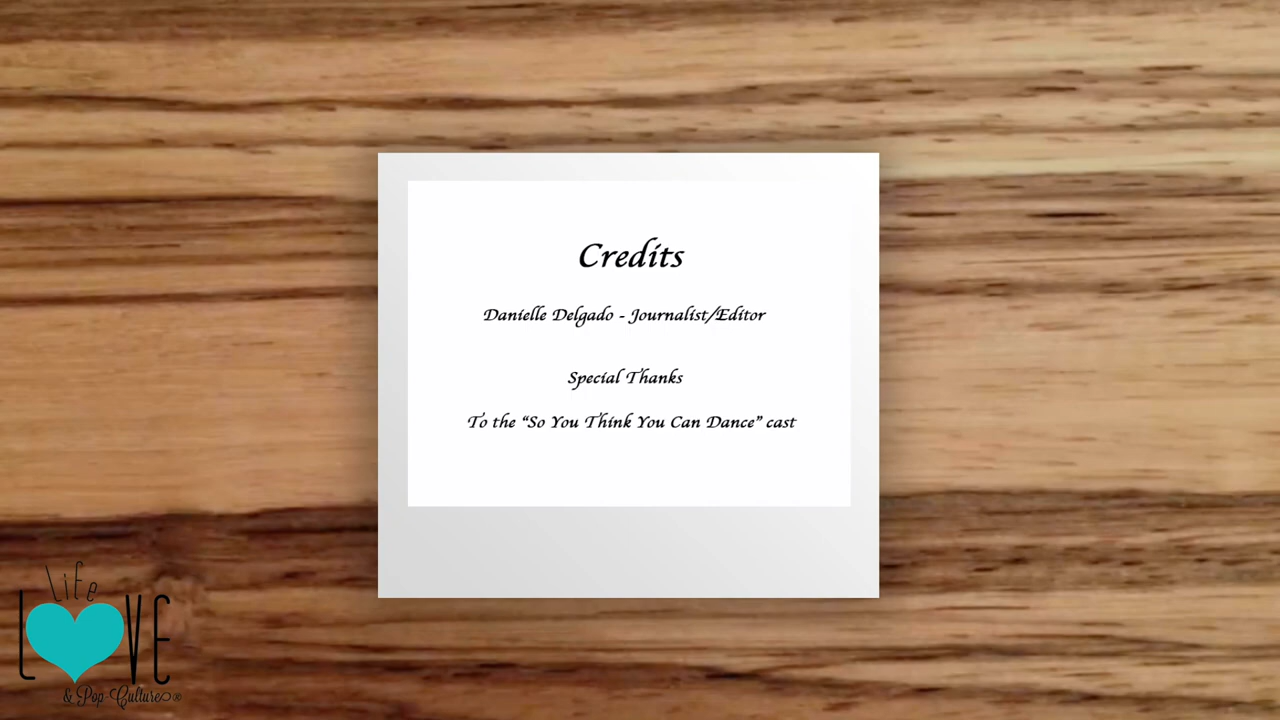 Credits
Danielle Delgado - Journalist/Editor
Special Thanks
To the “So You Think You Can Dance” cast
Life
LOVE
& Pop-Culture®